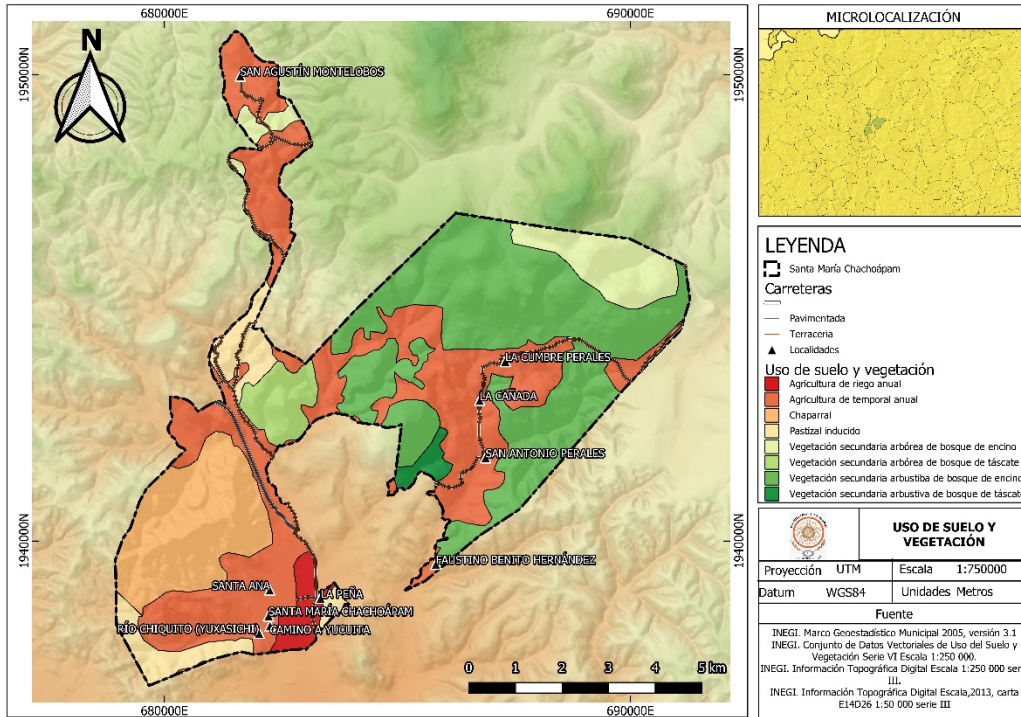 680000E
690000E
1950000N
1950000N
N
SAN AGUSTÍN MONTELOBOS
LA CUMBRE PERALES
LA CAÑADA
SAN ANTONIO PERALES
1940000N
1940000N
FAUSTINO BENITO HERNÁNDEZ
SANTA ANA
LA PEÑA
SANTA MARÍA CHACHOÁPAM
RÍO CHIQUITO (YUXASICHI)
CAMINO A YUCUITA
0 1 2 3 4 5 km
680000E
690000E
MICROLOCALIZACIÓN
LEYENDA
Santa María Chachoápam
Carreteras
Pavimentada
Terraceria
Localidades
Uso de suelo y vegetación
Agricultura de riego anual
Agricultura de temporal anual
Chaparral
Pastizal inducido
Vegetación secundaria arbórea de bosque de encino
Vegetación secundaria arbórea de bosque de táscate
Vegetación secundaria arbustiba de bosque de encino
Vegetación secundaria arbustiva de bosque de táscate
USO DE SUELO Y
VEGETACIÓN
Proyección UTM Escala 1:750000
Datum WGS84 Unidades Metros
Fuente
INEGI. Marco Geoestadístico Municipal 2005, versión 3.1
INEGI. Conjunto de Datos Vectoriales de Uso del Suelo y
Vegetación Serie VI Escala 1:250 000.
INEGI. Información Topográfica Digital Escala 1:250 000 serie
III.
INEGI. Información Topográfica Digital Escala,2013, carta
E14D26 1:50 000 serie III